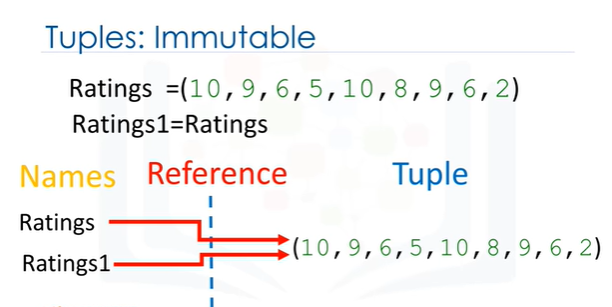 Tuples: Immutable
Ratings =(10,9,6,5,10,8,9,6,2)
Ratings1=Ratings
Names Reference Tuple
Ratings
(10,9,6,5,10,8,9,6,2)
Ratings1